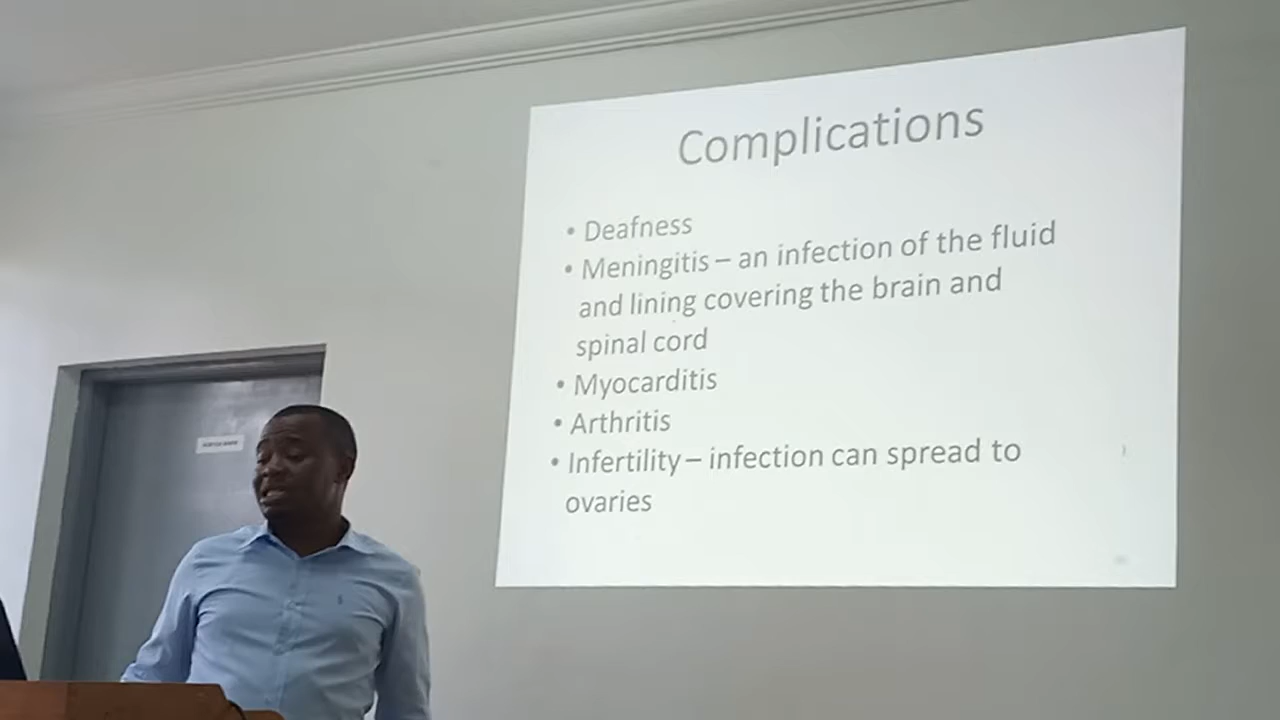 Complications
• Deafness
• Meningitis – an infection of the fluid
and lining covering the brain and
spinal cord
• Myocarditis
• Arthritis
• Infertility – infection can spread to
ovaries